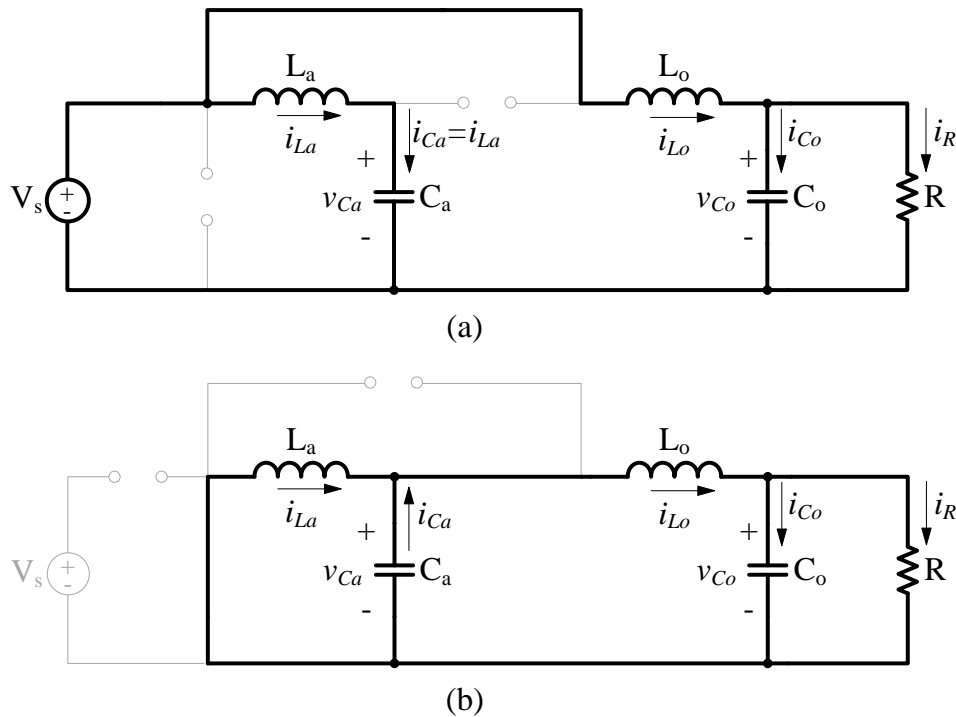 (a)
L_a
L_o
i_La
i_Ca=i_La
i_Lo
i_Co
i_R
V_s
+
-
+
v_Ca
-
C_a
+
v_Co
-
C_o
R
(a)
L_a
L_o
i_La
i_Ca
i_Lo
i_Co
i_R
V_s
+
-
+
v_Ca
-
C_a
+
v_Co
-
C_o
R
(b)